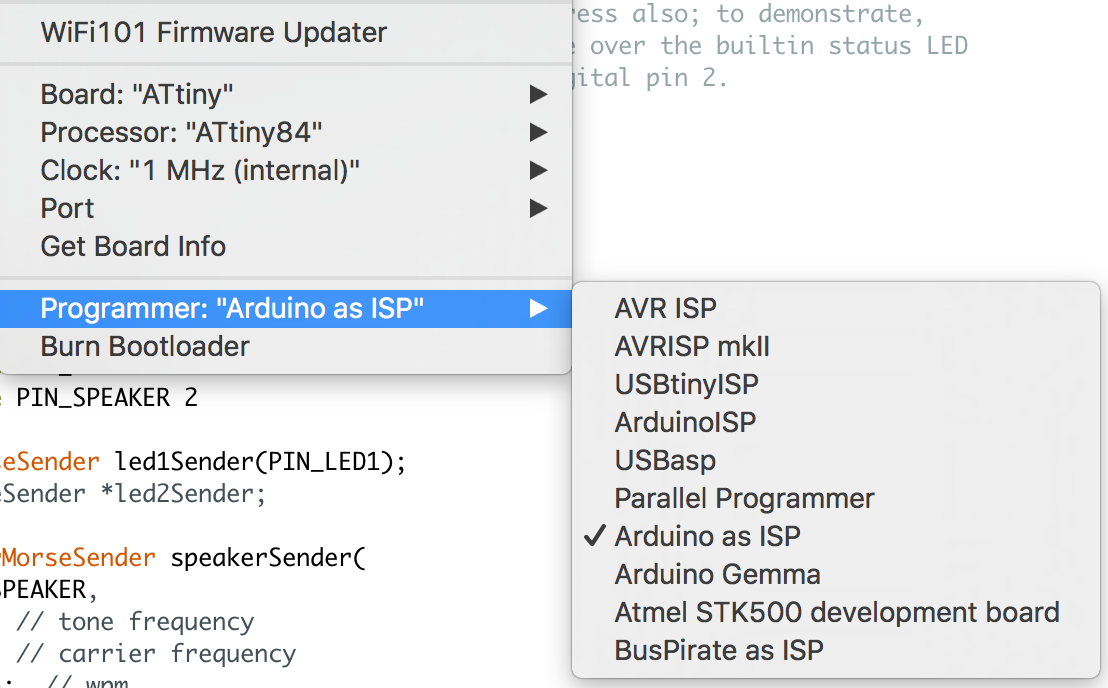 WiFi101 Firmware Updater
Board: "ATtiny"
Processor: "ATtiny84"
Clock: "1 MHz (internal)"
Port
Get Board Info
Programmer: "Arduino as ISP"
Burn Bootloader
AVR ISP
AVRISP mkII
USBtinyISP
ArduinoISP
USBasp
Parallel Programmer
Arduino as ISP
Arduino Gemma
Atmel STK500 development board
BusPirate as ISP
ress also; to demonstrate,
over the builtin status LED
gital pin 2.
PIN_SPEAKER 2
eSender led1Sender(PIN_LED1);
eSender *led2Sender;
MorseSender speakerSender(
SPEAKER,
// tone frequency
// carrier frequency
; // wpm